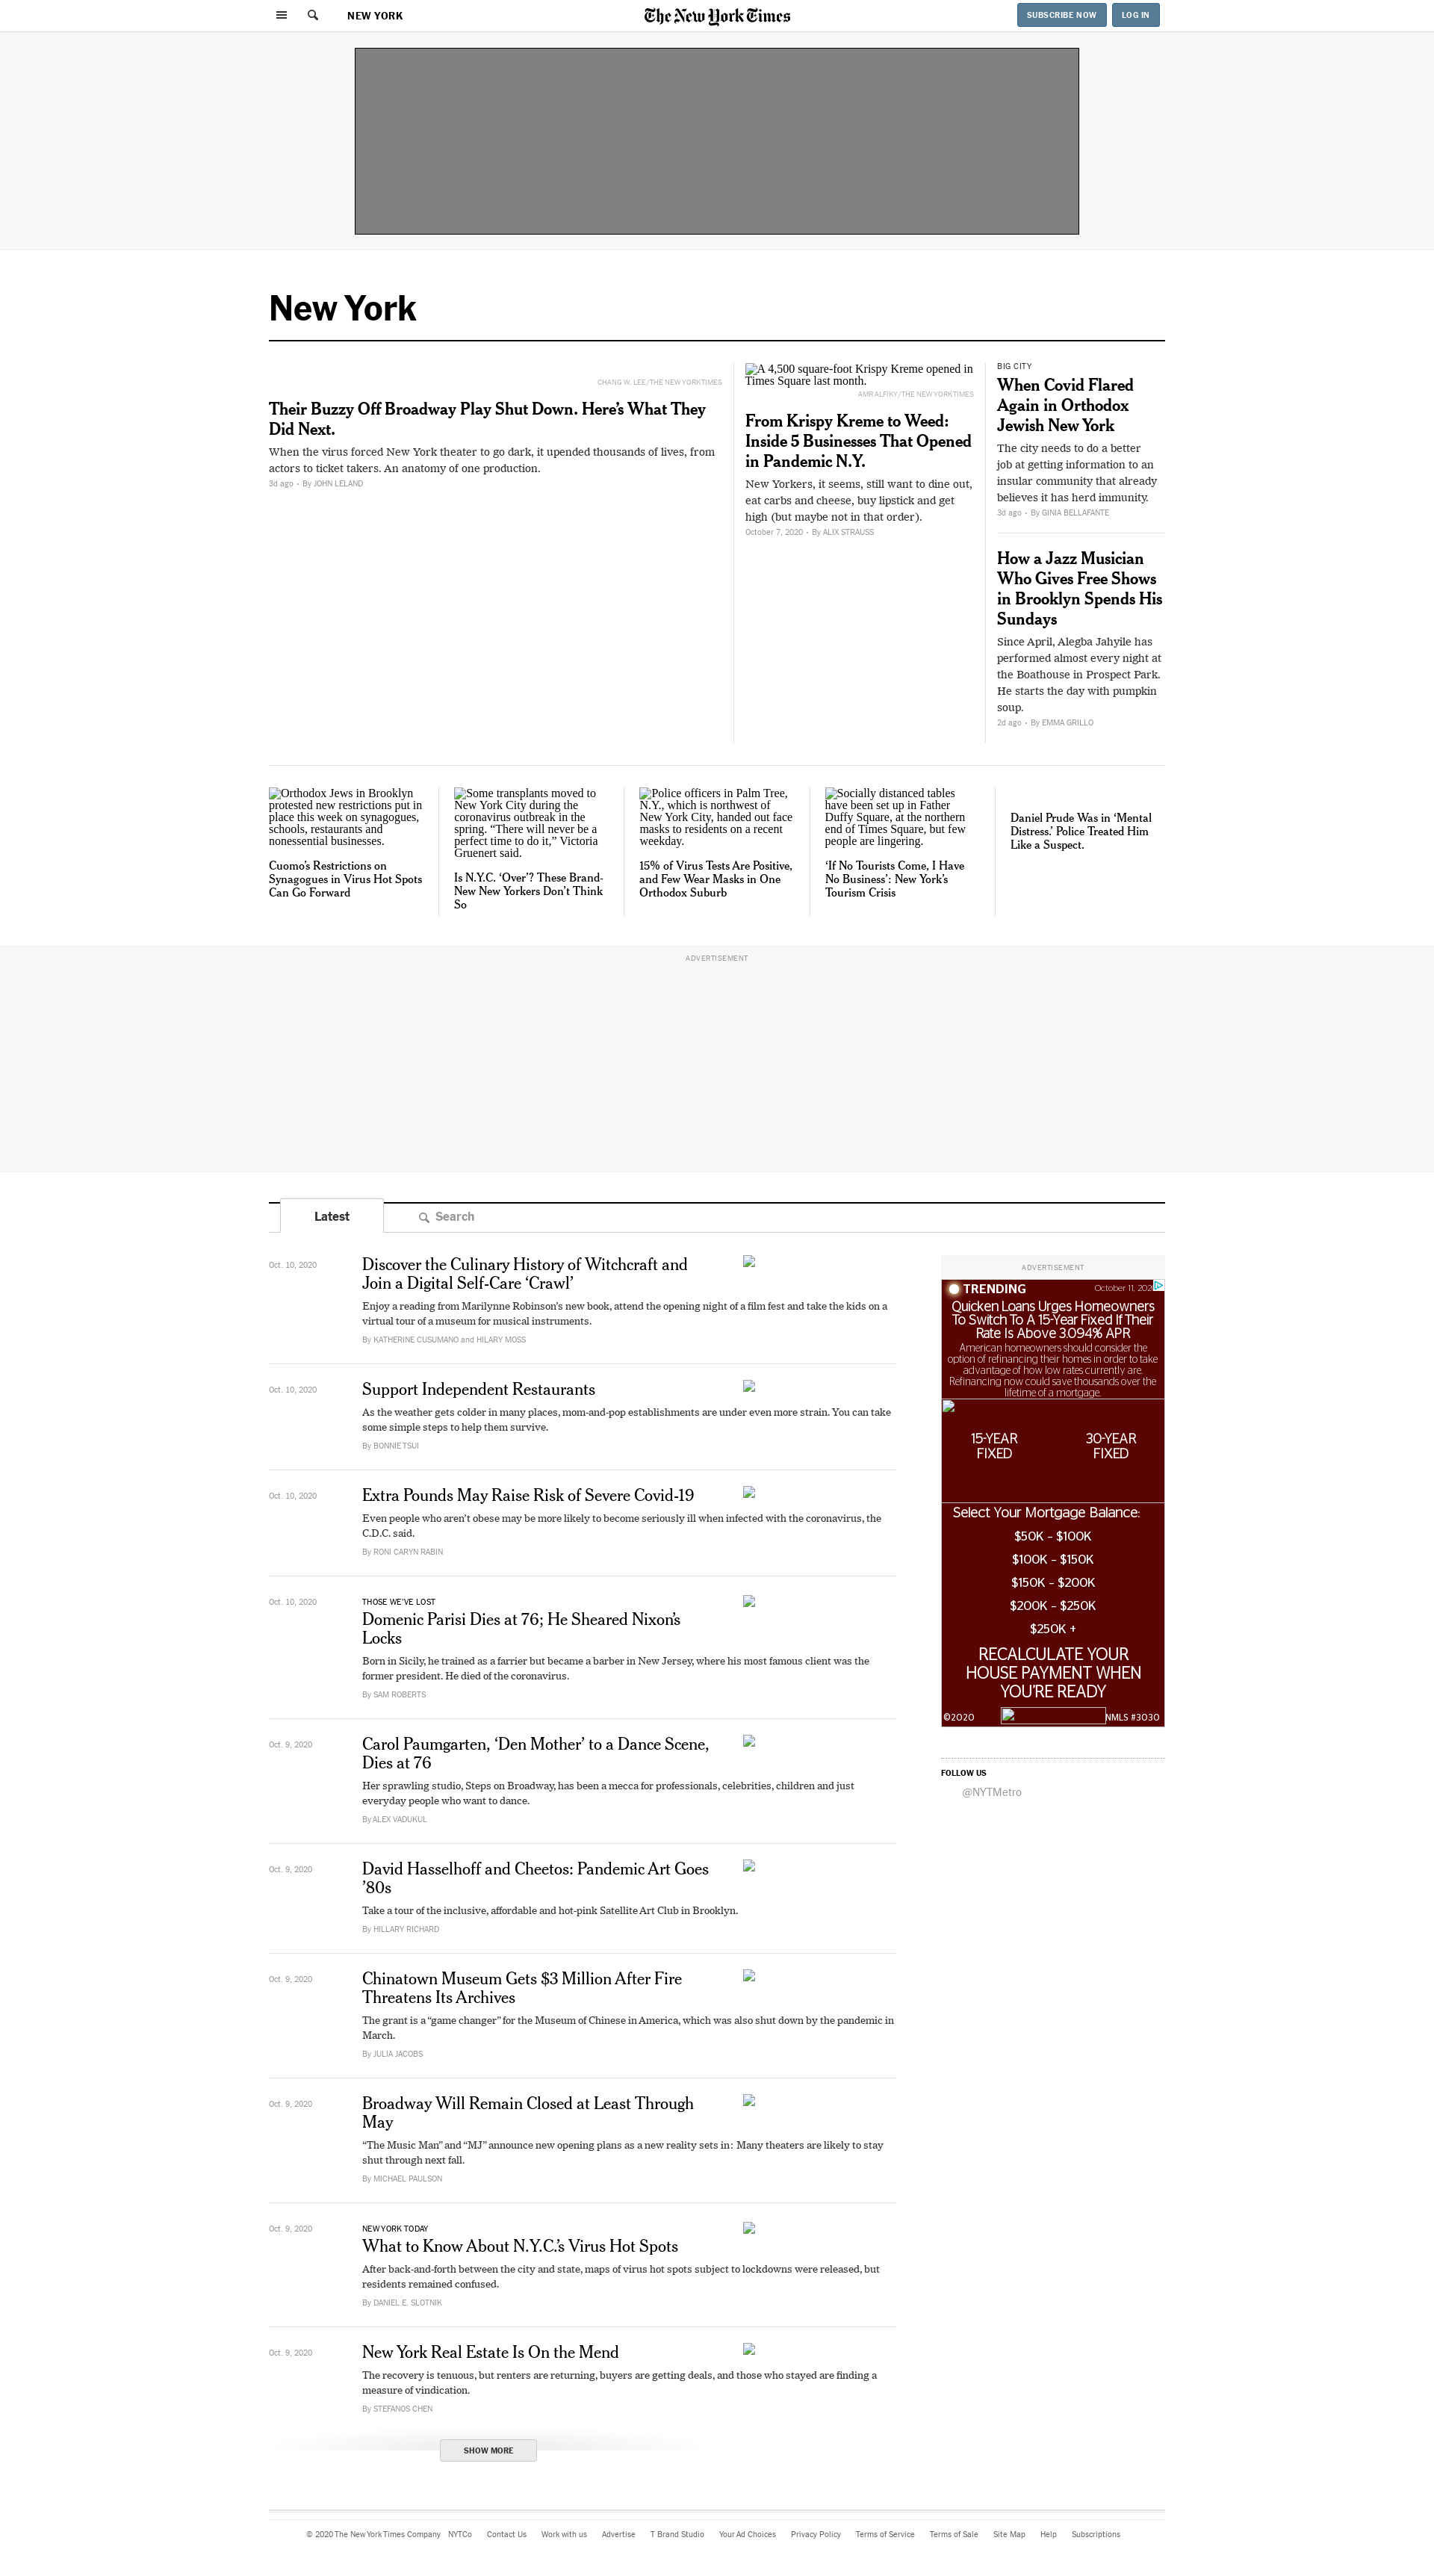 NEW YORK
The New York Times
SUBSCRIBE NOW
LOG IN
New York
CHANG W. LEE/THE NEW YORK TIMES
Their Buzzy Off Broadway Play Shut Down. Here’s What They
Did Next.
When the virus forced New York theater to go dark, it upended thousands of lives, from
actors to ticket takers. An anatomy of one production.
3d ago • By JOHN LELAND
A 4,500 square-foot Krispy Kreme opened in
Times Square last month.
AMR ALFIKY/THE NEW YORK TIMES
From Krispy Kreme to Weed:
Inside 5 Businesses That Opened
in Pandemic N.Y.
New Yorkers, it seems, still want to dine out,
eat carbs and cheese, buy lipstick and get
high (but maybe not in that order).
October 7, 2020 • By ALIX STRAUSS
BIG CITY
When Covid Flared
Again in Orthodox
Jewish New York
The city needs to do a better
job at getting information to an
insular community that already
believes it has herd immunity.
3d ago • By GINIA BELLAFANTE
How a Jazz Musician
Who Gives Free Shows
in Brooklyn Spends His
Sundays
Since April, Alegba Jahyile has
performed almost every night at
the Boathouse in Prospect Park.
He starts the day with pumpkin
soup.
2d ago • By EMMA GRILLO
Orthodox Jews in Brooklyn
protested new restrictions put in
place this week on synagogues,
schools, restaurants and
nonessential businesses.
Cuomo’s Restrictions on
Synagogues in Virus Hot Spots
Can Go Forward
Some transplants moved to
New York City during the
coronavirus outbreak in the
spring. “There will never be a
perfect time to do it,” Victoria
Gruenert said.
Is N.Y.C. ‘Over’? These Brand-
New New Yorkers Don’t Think
So
Police officers in Palm Tree,
N.Y., which is northwest of
New York City, handed out face
masks to residents on a recent
weekday.
15% of Virus Tests Are Positive,
and Few Wear Masks in One
Orthodox Suburb
Socially distanced tables
have been set up in Father
Duffy Square, at the northern
end of Times Square, but few
people are lingering.
‘If No Tourists Come, I Have
No Business’: New York’s
Tourism Crisis
Daniel Prude Was in ‘Mental
Distress.’ Police Treated Him
Like a Suspect.
ADVERTISEMENT
Latest
Search
Oct. 10, 2020
Discover the Culinary History of Witchcraft and
Join a Digital Self-Care ‘Crawl’
Enjoy a reading from Marilynne Robinson’s new book, attend the opening night of a film fest and take the kids on a
virtual tour of a museum for musical instruments.
By KATHERINE CUSUMANO and HILARY MOSS
Oct. 10, 2020
Support Independent Restaurants
As the weather gets colder in many places, mom-and-pop establishments are under even more strain. You can take
some simple steps to help them survive.
By BONNIE TSUI
Oct. 10, 2020
Extra Pounds May Raise Risk of Severe Covid-19
Even people who aren’t obese may be more likely to become seriously ill when infected with the coronavirus, the
C.D.C. said.
By RONI CARYN RABIN
Oct. 10, 2020
THOSE WE’VE LOST
Domenic Parisi Dies at 76; He Sheared Nixon’s
Locks
Born in Sicily, he trained as a farrier but became a barber in New Jersey, where his most famous client was the
former president. He died of the coronavirus.
By SAM ROBERTS
Oct. 9, 2020
Carol Paumgarten, ‘Den Mother’ to a Dance Scene,
Dies at 76
Her sprawling studio, Steps on Broadway, has been a mecca for professionals, celebrities, children and just
everyday people who want to dance.
By ALEX VADUKUL
Oct. 9, 2020
David Hasselhoff and Cheetos: Pandemic Art Goes
’80s
Take a tour of the inclusive, affordable and hot-pink Satellite Art Club in Brooklyn.
By HILLARY RICHARD
Oct. 9, 2020
Chinatown Museum Gets $3 Million After Fire
Threatens Its Archives
The grant is a “game changer” for the Museum of Chinese in America, which was also shut down by the pandemic in
March.
By JULIA JACOBS
Oct. 9, 2020
Broadway Will Remain Closed at Least Through
May
“The Music Man” and “MJ” announce new opening plans as a new reality sets in: Many theaters are likely to stay
shut through next fall.
By MICHAEL PAULSON
Oct. 9, 2020
NEW YORK TODAY
What to Know About N.Y.C.’s Virus Hot Spots
After back-and-forth between the city and state, maps of virus hot spots subject to lockdowns were released, but
residents remained confused.
By DANIEL E. SLOTNIK
Oct. 9, 2020
New York Real Estate Is On the Mend
The recovery is tenuous, but renters are returning, buyers are getting deals, and those who stayed are finding a
measure of vindication.
By STEFANOS CHEN
SHOW MORE
ADVERTISEMENT
TRENDING
October 11, 202
Quicken Loans Urges Homeowners
To Switch To A 15-Year Fixed If Their
Rate Is Above 3.094% APR
American homeowners should consider the
option of refinancing their homes in order to take
advantage of how low rates currently are.
Refinancing now could save thousands over the
lifetime of a mortgage.
15-YEAR
FIXED
30-YEAR
FIXED
Select Your Mortgage Balance:
$50K - $100K
$100K - $150K
$150K - $200K
$200K - $250K
$250K +
RECALCULATE YOUR
HOUSE PAYMENT WHEN
YOU’RE READY
©2020
NMLS #3030
FOLLOW US
@NYTMetro
© 2020 The New York Times Company NYTCo Contact Us Work with us Advertise T Brand Studio Your Ad Choices Privacy Policy Terms of Service Terms of Sale Site Map Help Subscriptions